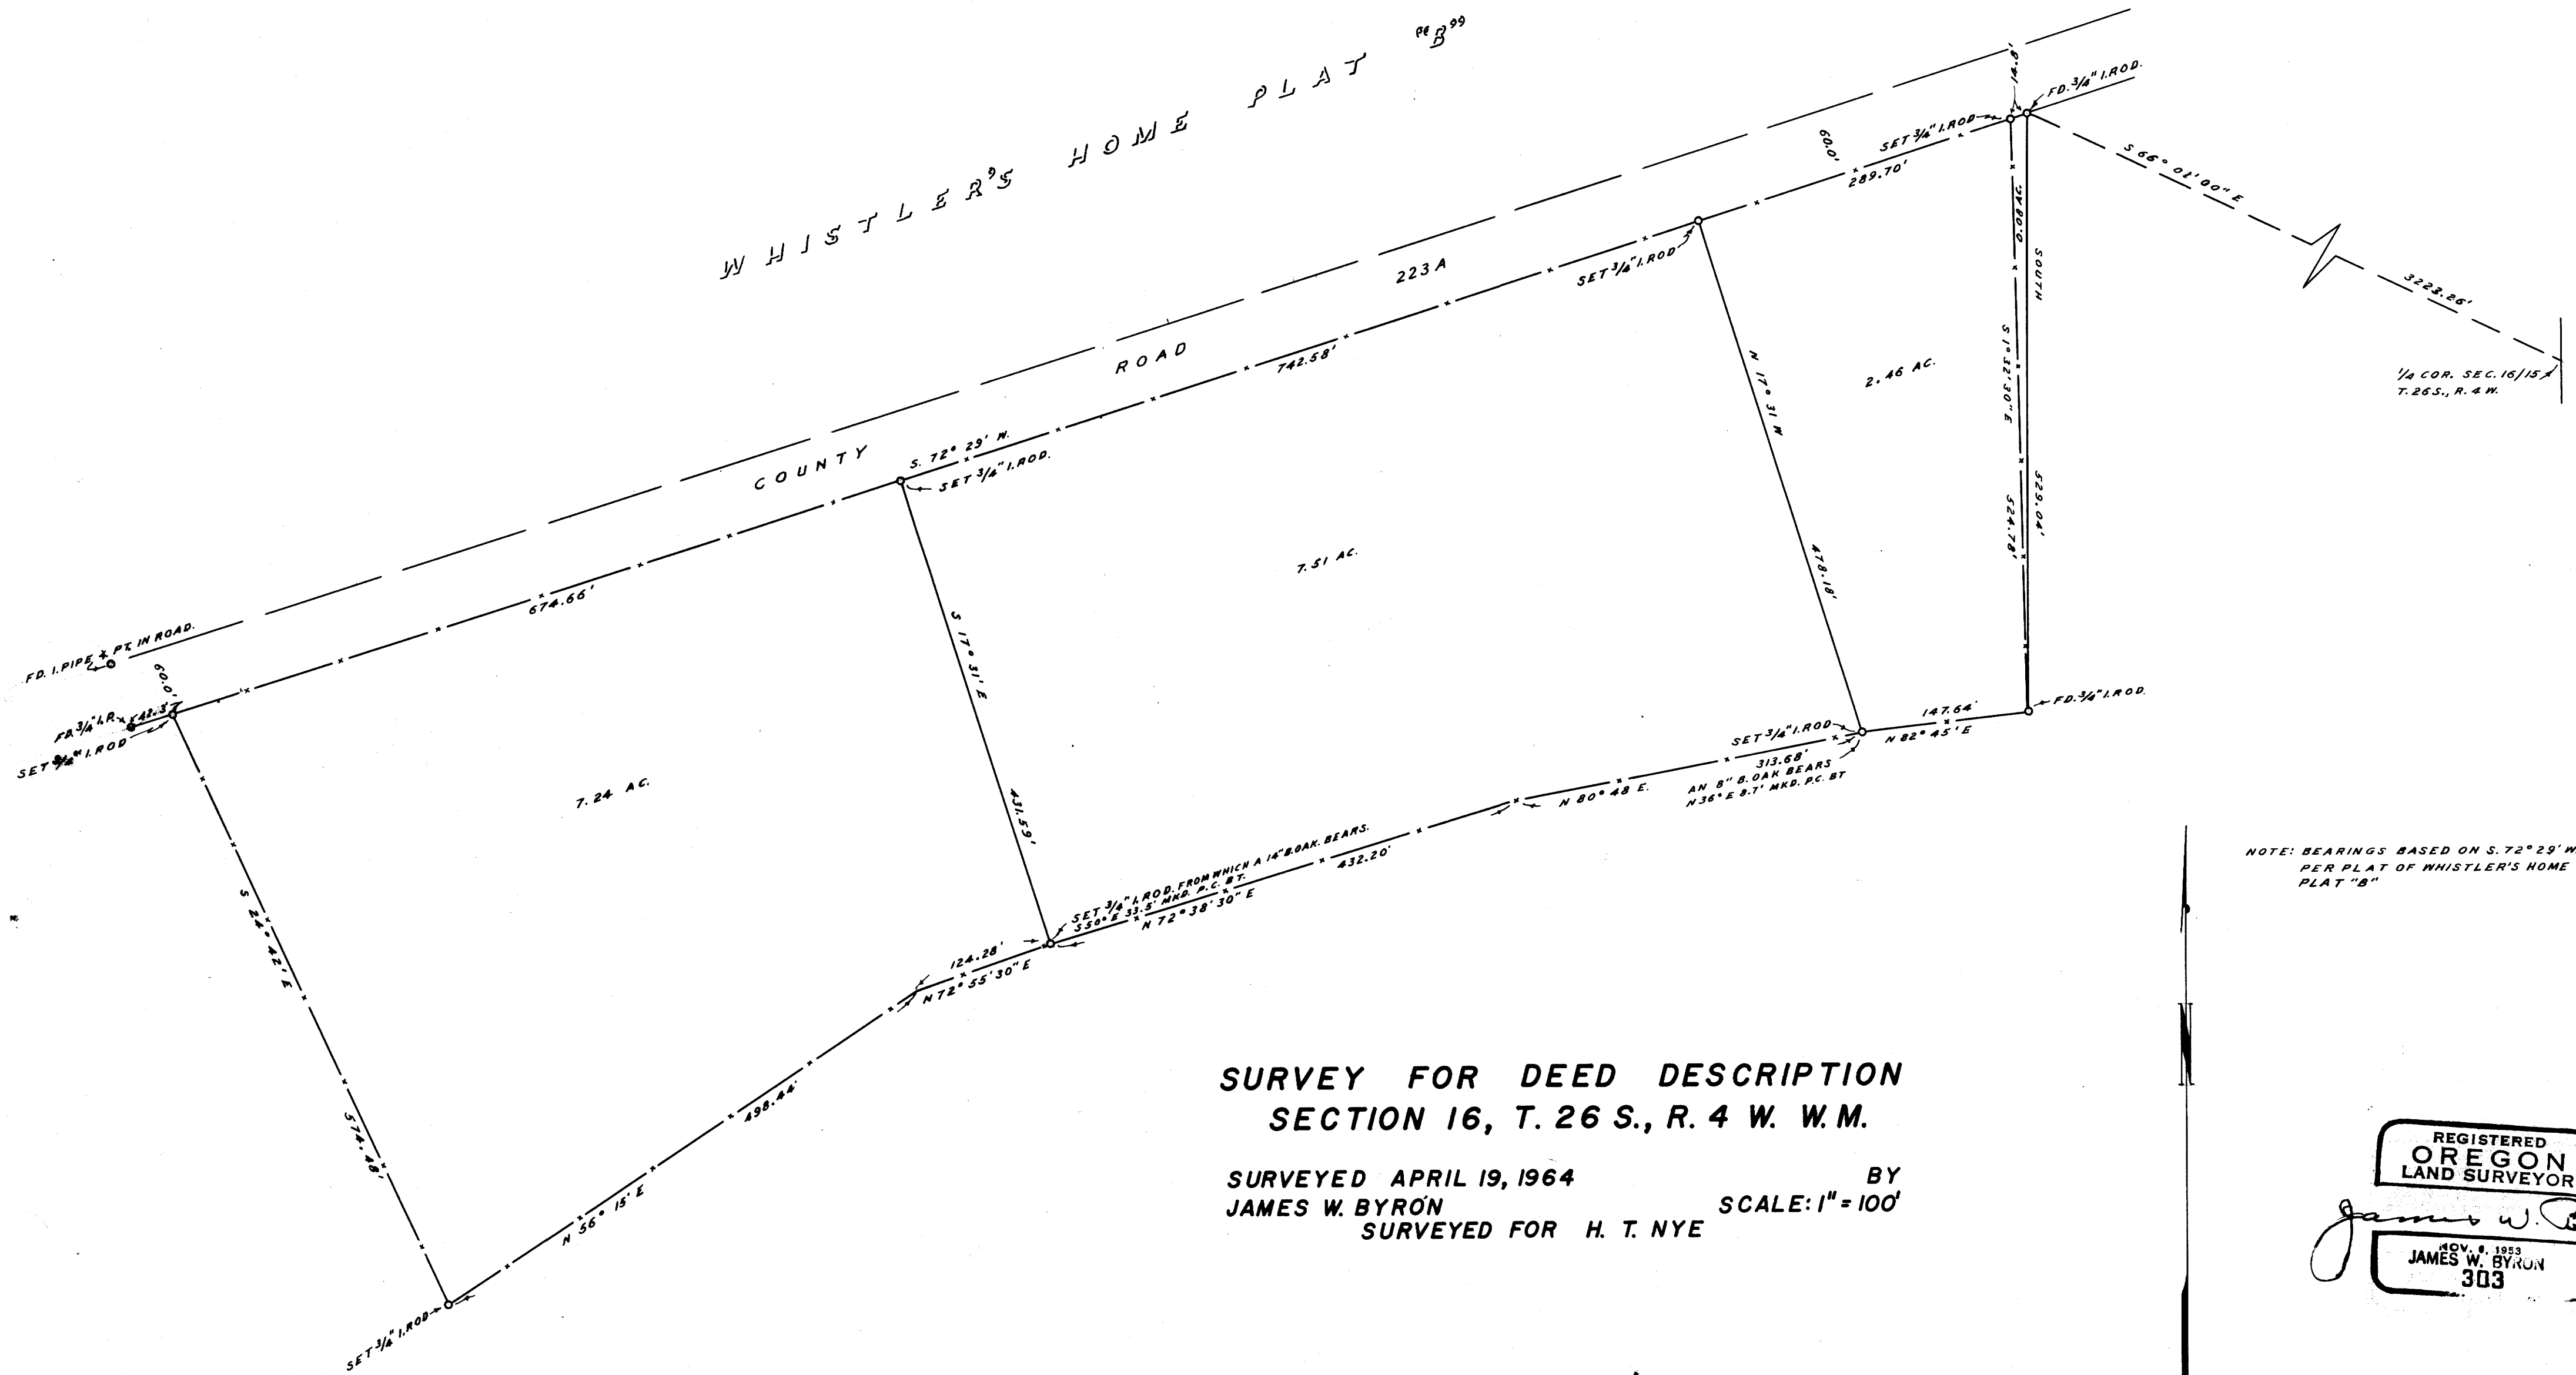 WHISTLER'S HOME PLAT "B"
14.8'
FD. 3/4" I.ROD.
SET 3/4" I.ROD
60.0'
289.70'
S 66° 01' 00" E
3223.26'
1/4 COR. SEC. 16/15
T. 26 S., R. 4 W.
0.08 AC.
SOUTH
529.04'
S 1° 32' 30" E
524.78'
SET 3/4" I.ROD
COUNTY ROAD 223 A
742.58'
N 17° 31 W
478.18'
2.46 AC.
S. 72° 29' W.
SET 3/4" I.ROD.
674.66'
7.51 AC.
S 17° 31' E
431.59'
FD. I. PIPE & PT. IN ROAD.
60.0'
FD. 3/4" I.R.
42.3'
SET 3/4" I.ROD
7.24 AC.
FD. 3/4" I.ROD.
147.64'
N 82° 45' E
SET 3/4" I.ROD
313.68'
AN 8" B.OAK BEARS
N 36° E 8.7' MKD. P.C. BT
N 80° 48 E.
SET 3/4" I.ROD. FROM WHICH A 14" B.OAK. BEARS.
S 50° E 33.5' MKD. P.C. BT.
432.20'
N 72° 38' 30" E
124.28'
N 72° 55' 30" E
S 24° 42' E
574.48'
498.44'
N 56° 15' E
SET 3/4" I.ROD
NOTE: BEARINGS BASED ON S. 72° 29' W
PER PLAT OF WHISTLER'S HOME
PLAT "B"
N
SURVEY FOR DEED DESCRIPTION
SECTION 16, T. 26 S., R. 4 W. W.M.
SURVEYED APRIL 19, 1964 BY
JAMES W. BYRON SCALE: 1" = 100'
SURVEYED FOR H. T. NYE
REGISTERED
OREGON
LAND SURVEYOR
James W.
NOV. 1953
JAMES W. BYRON
303